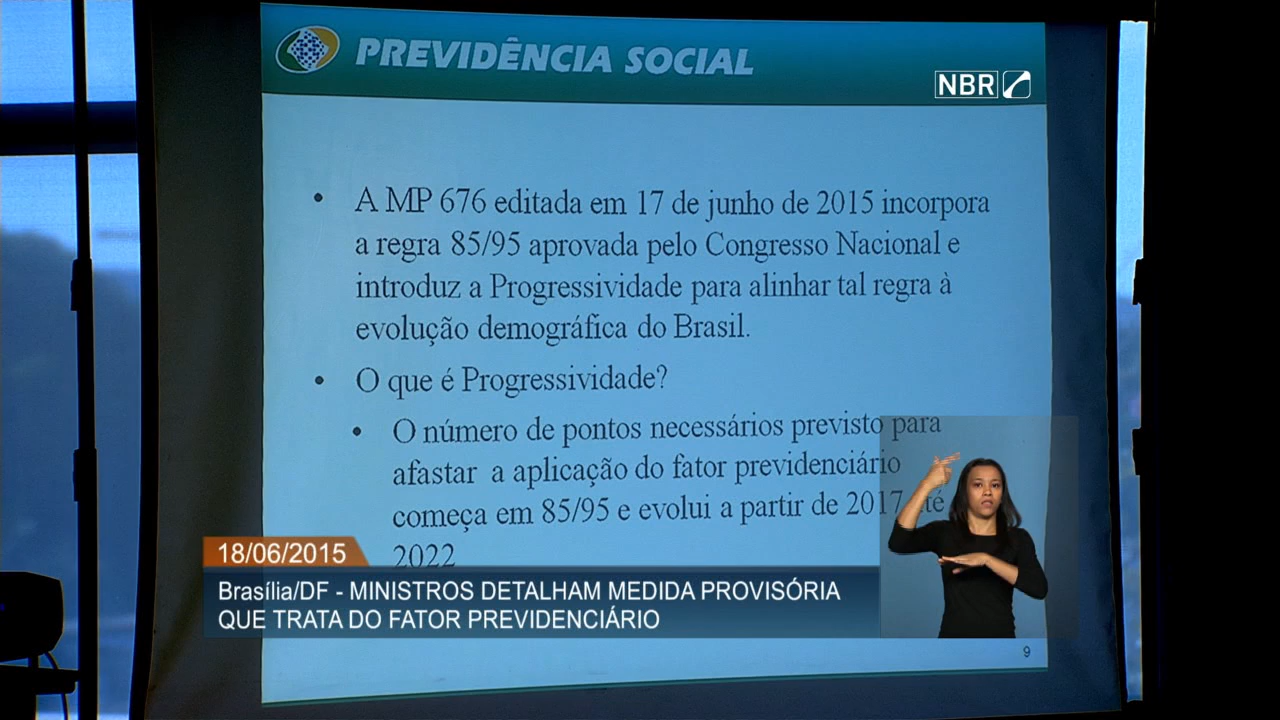 PREVIDÊNCIA SOCIAL
NBR
• A MP 676 editada em 17 de junho de 2015 incorpora
a regra 85/95 aprovada pelo Congresso Nacional e
introduz a Progressividade para alinhar tal regra à
evolução demográfica do Brasil.
• O que é Progressividade?
• O número de pontos necessários previsto para
afastar a aplicação do fator previdenciário
começa em 85/95 e evolui a partir de 2017 até
2022
18/06/2015
Brasília/DF - MINISTROS DETALHAM MEDIDA PROVISÓRIA
QUE TRATA DO FATOR PREVIDENCIÁRIO
9